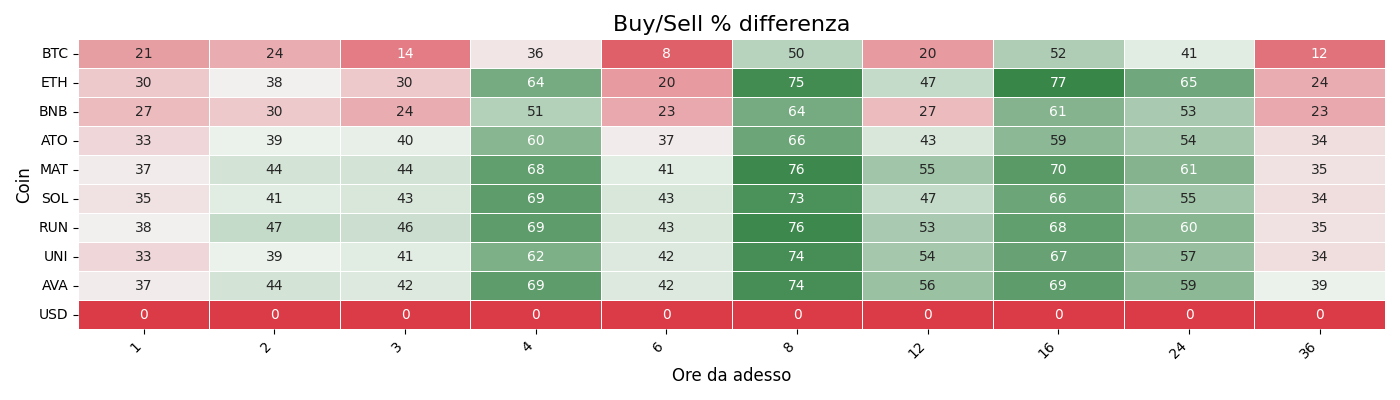 Buy/Sell % differenza
Coin
BTC 21 24 14 36 8 50 20 52 41 12
ETH 30 38 30 64 20 75 47 77 65 24
BNB 27 30 24 51 23 64 27 61 53 23
ATO 33 39 40 60 37 66 43 59 54 34
MAT 37 44 44 68 41 76 55 70 61 35
SOL 35 41 43 69 43 73 47 66 55 34
RUN 38 47 46 69 43 76 53 68 60 35
UNI 33 39 41 62 42 74 54 67 57 34
AVA 37 44 42 69 42 74 56 69 59 39
USD 0 0 0 0 0 0 0 0 0 0
1 2 3 4 6 8 12 16 24 36
Ore da adesso